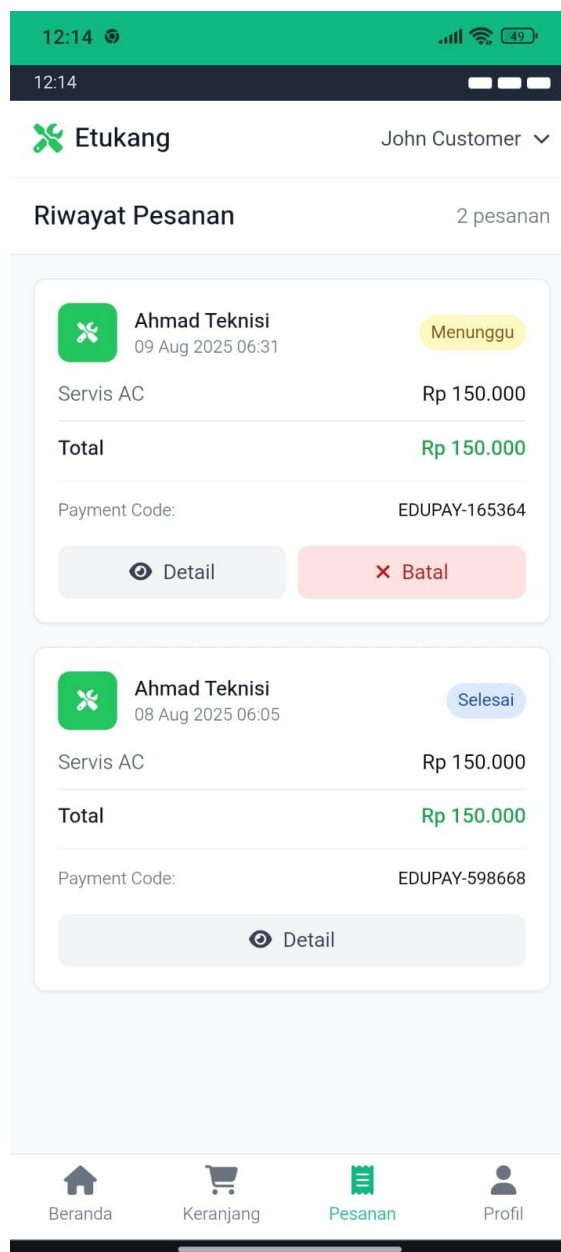 12:14 49
12:14
Etukang John Customer
Riwayat Pesanan 2 pesanan
Ahmad Teknisi Menunggu
09 Aug 2025 06:31
Servis AC Rp 150.000
Total Rp 150.000
Payment Code: EDUPAY-165364
Detail Batal
Ahmad Teknisi Selesai
08 Aug 2025 06:05
Servis AC Rp 150.000
Total Rp 150.000
Payment Code: EDUPAY-598668
Detail
Beranda Keranjang Pesanan Profil